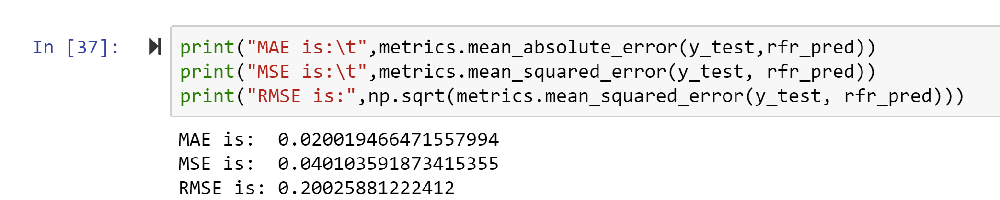 In [37]:
print("MAE is:\t",metrics.mean_absolute_error(y_test,rfr_pred))
print("MSE is:\t",metrics.mean_squared_error(y_test, rfr_pred))
print("RMSE is:",np.sqrt(metrics.mean_squared_error(y_test, rfr_pred)))
MAE is:  0.020019466471557994
MSE is:  0.040103591873415355
RMSE is: 0.20025881222412